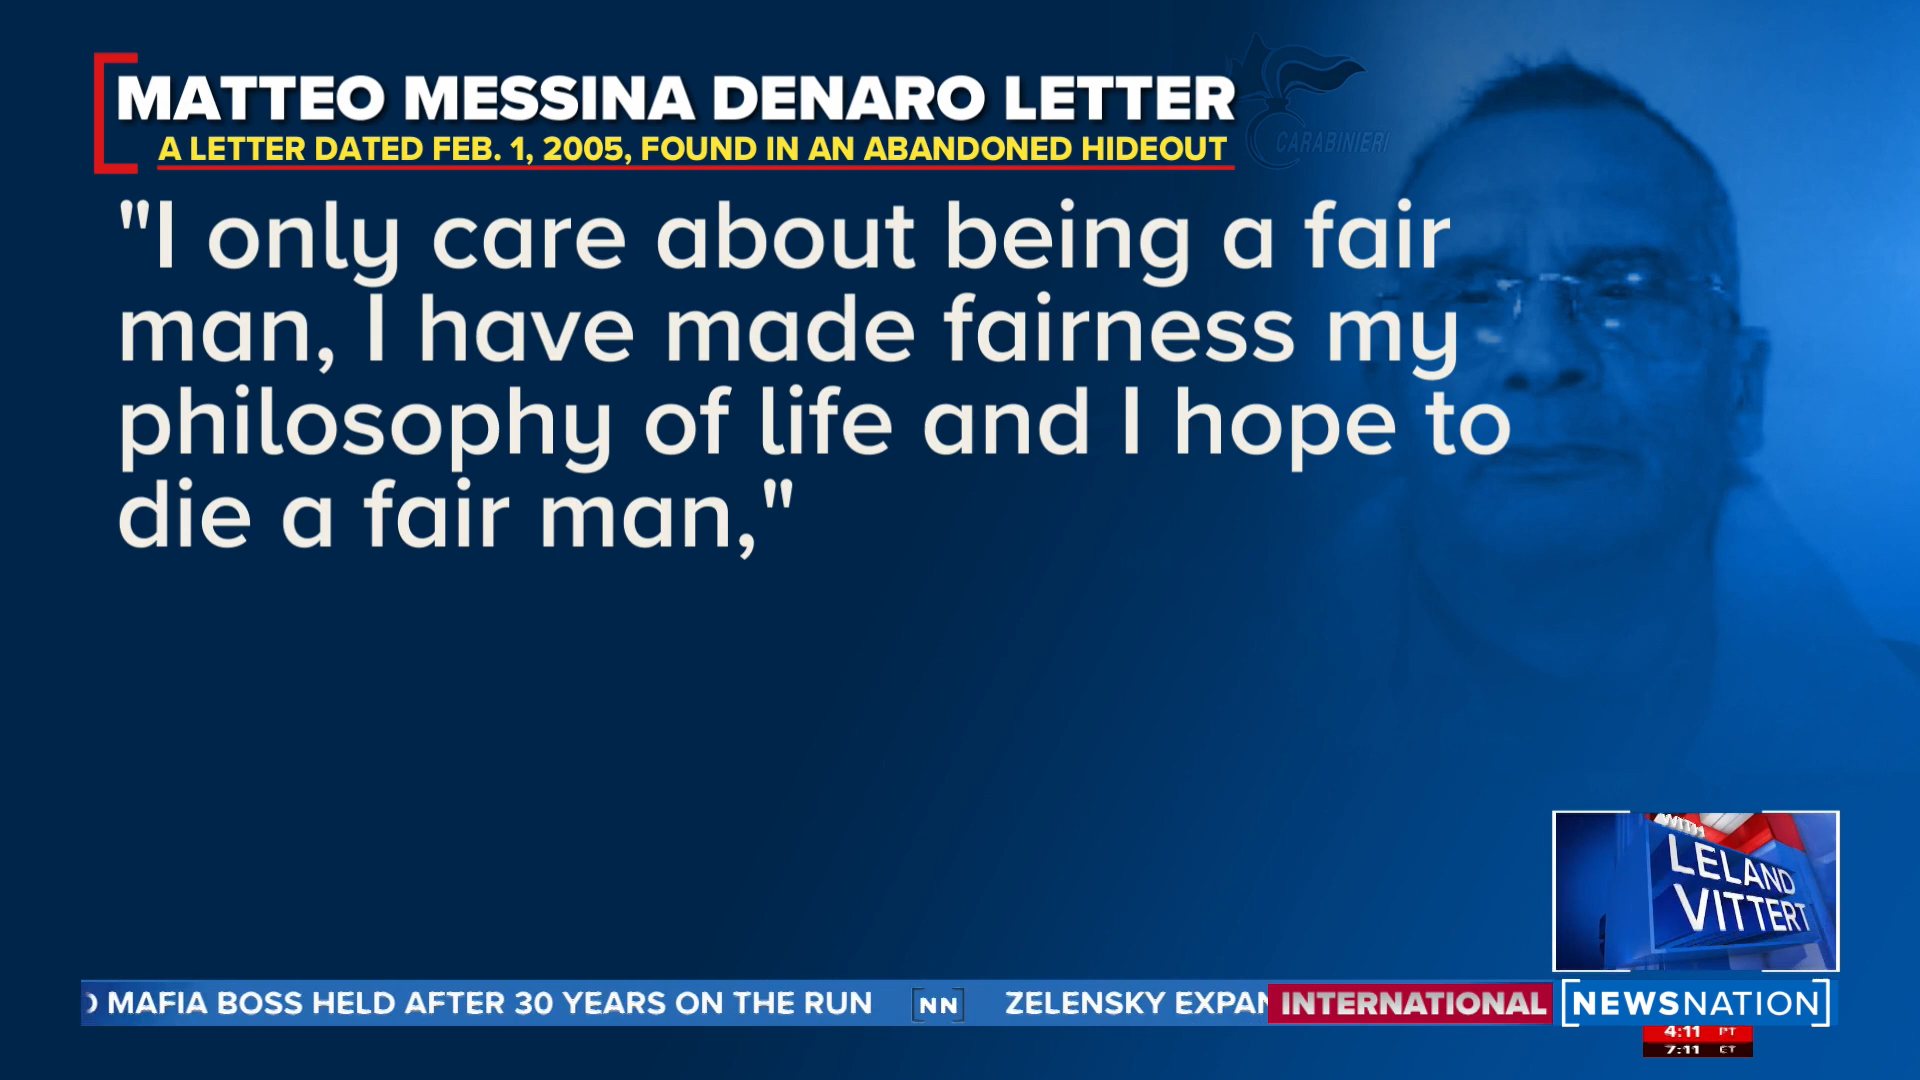 MATTEO MESSINA DENARO LETTER
A LETTER DATED FEB. 1, 2005, FOUND IN AN ABANDONED HIDEOUT
CARABINIERI
"I only care about being a fair
man, I have made fairness my
philosophy of life and I hope to
die a fair man,"
WITH
LELAND
VITTERT
MAFIA BOSS HELD AFTER 30 YEARS ON THE RUN [NN] ZELENSKY INTERNATIONAL [NEWSNATION]
4:11 PT
7:11 ET